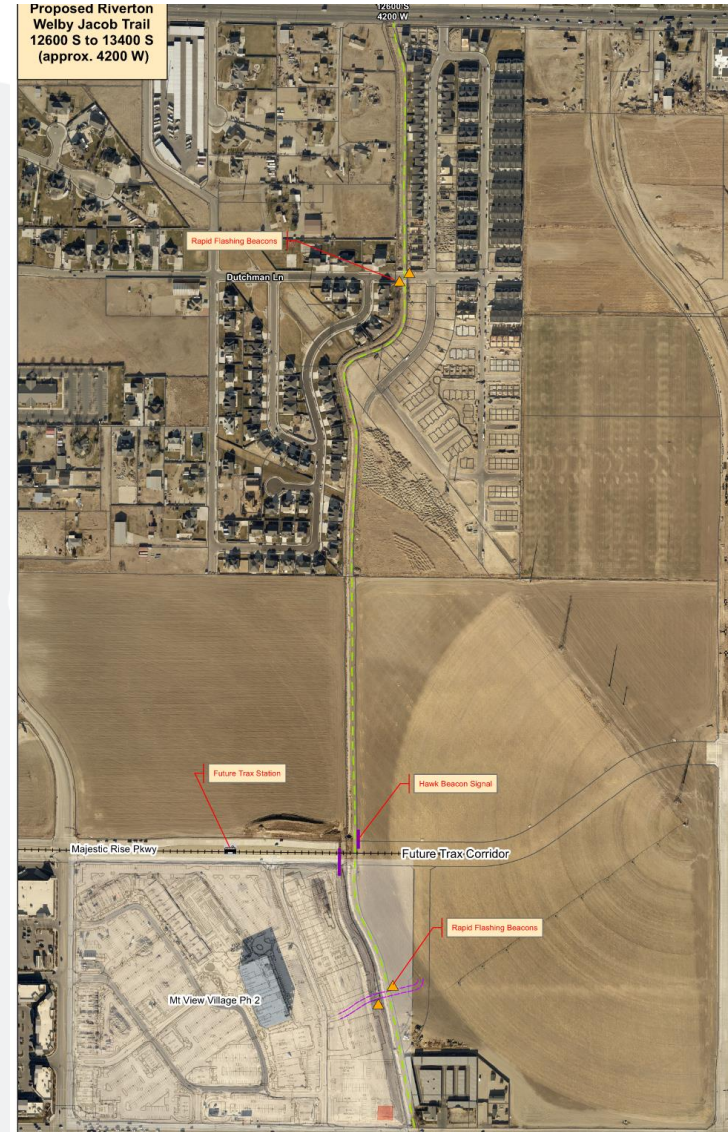 Proposed Riverton
Welby Jacob Trail
12600 S to 13400 S
(approx. 4200 W)
12600 S
4200 W
Rapid Flashing Beacons
Dutchman Ln
Future Trax Station
Hawk Beacon Signal
Majestic Rise Pkwy
Future Trax Corridor
Rapid Flashing Beacons
Mt View Village Ph 2